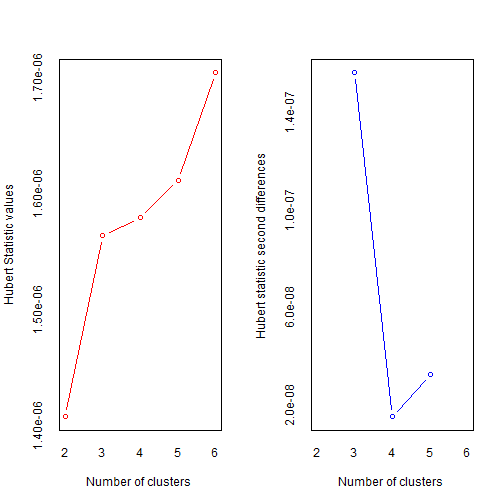 Hubert Statistic values
1.70e-06
1.60e-06
1.50e-06
1.40e-06
2 3 4 5 6
Number of clusters
Hubert statistic second differences
1.4e-07
1.0e-07
6.0e-08
2.0e-08
2 3 4 5 6
Number of clusters